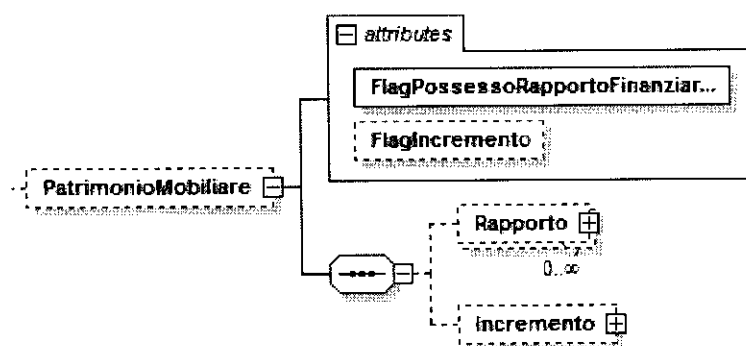 attributes
FlagPossessoRapportoFinanziar...
FlagIncremento
PatrimonioMobiliare
Rapporto
0..∞
Incremento